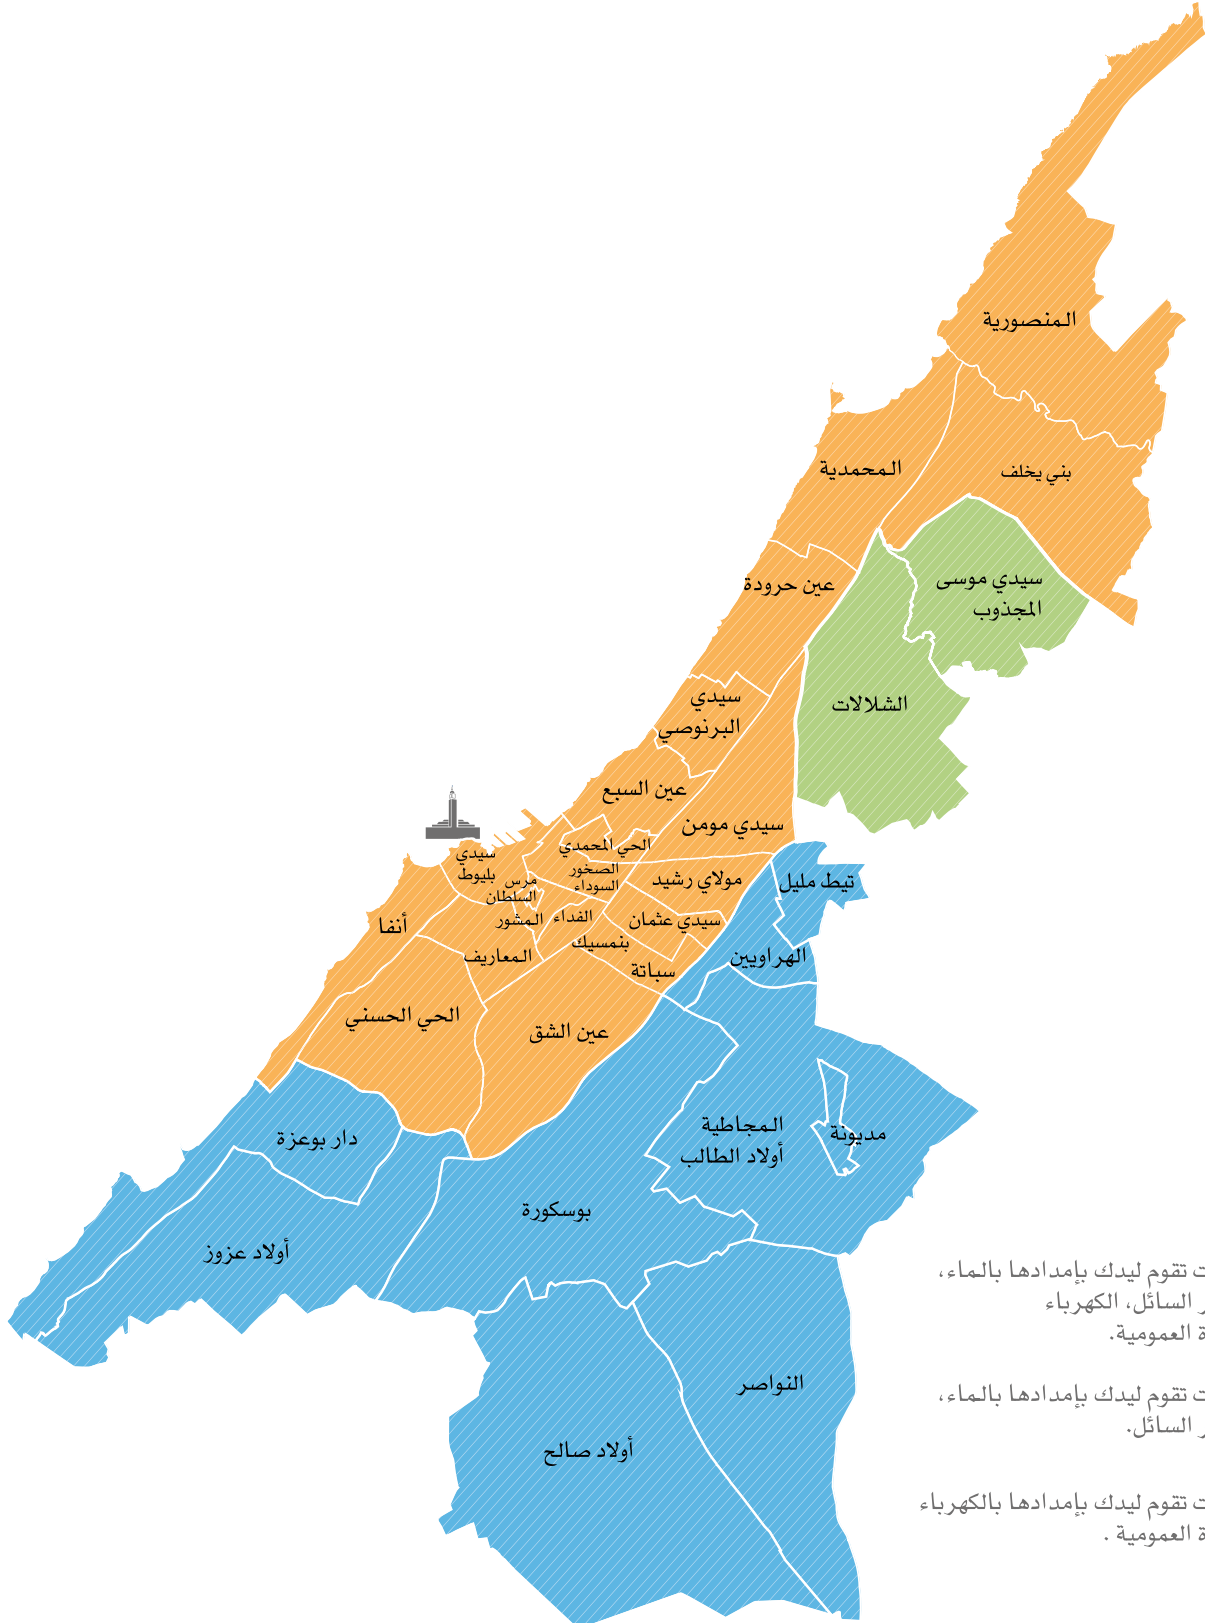 المنصورية
بني يخلف
المحمدية
سيدي موسى
المجذوب
عين حرودة
الشلالات
سيدي
البرنوصي
عين السبع
سيدي مومن
الحي المحمدي
سيدي
بليوط
الصخور
السوداء
مولاي رشيد
تيط مليل
مرس
السلطان
أنفا
المشور
الفداء
سيدي عثمان
بنمسيك
المعاريف
الهراويين
سباتة
الحي الحسني
عين الشق
دار بوعزة
المجاطية
أولاد الطالب
مديونة
بوسكورة
أولاد عزوز
النواصر
أولاد صالح
ت تقوم ليدك بإمدادها بالماء،
ر السائل، الكهرباء
ة العمومية.
ت تقوم ليدك بإمدادها بالماء،
ر السائل.
ت تقوم ليدك بإمدادها بالكهرباء
ة العمومية .